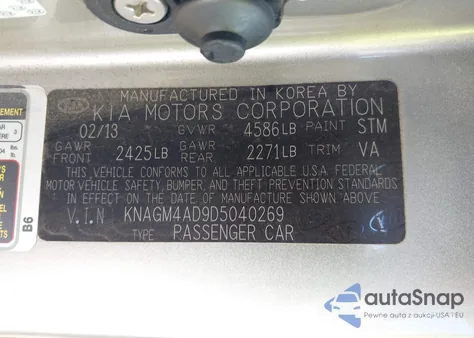 MANUFACTURED IN KOREA BY
KIA MOTORS CORPORATION
02/13 GVWR 4586LB PAINT STM
GAWR FRONT 2425LB GAWR REAR 2271LB TRIM VA
THIS VEHICLE CONFORMS TO ALL APPLICABLE U.S.A. FEDERAL
MOTOR VEHICLE SAFETY, BUMPER, AND THEFT PREVENTION STANDARDS
IN EFFECT ON THE DATE OF MANUFACTURE SHOWN ABOVE
V.I.N KNAGM4AD9D5040269
TYPE PASSENGER CAR
B6
autoSnap
Pewne auta z aukcji USA i EU